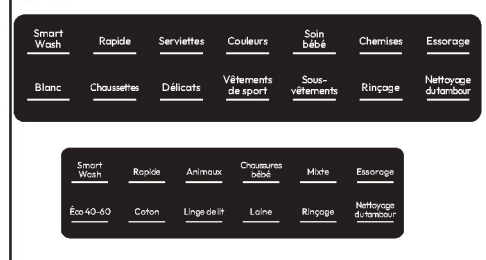 Smart Wash Rapide Serviettes Couleurs Soin bébé Chemises Essorage
Blanc Chaussettes Délicats Vêtements de sport Sous-vêtements Rinçage Nettoyage du tambour
Smart Wash Rapide Animaux Chaussures bébé Mixte Essorage
Éco 40-60 Coton Linge de lit Laine Rinçage Nettoyage du tambour